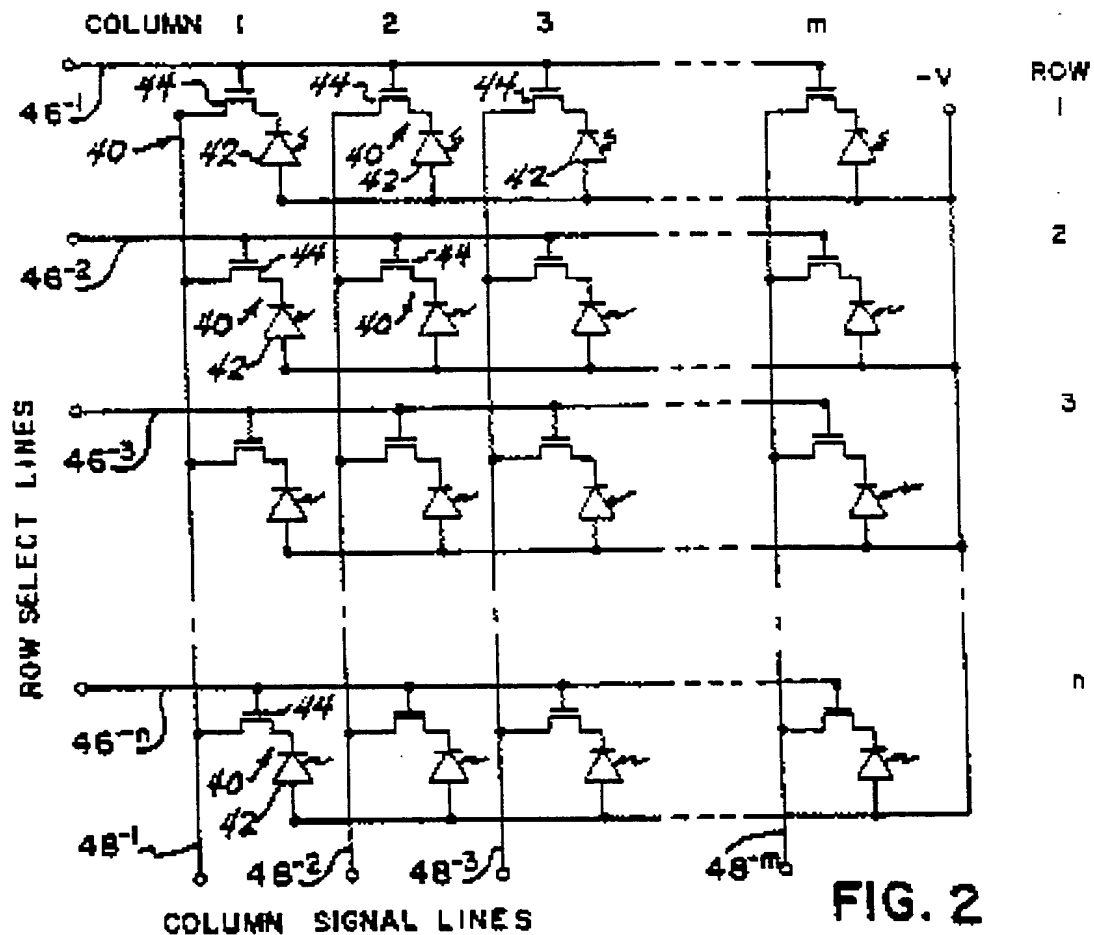 COLUMN 1 2 3 m
-V ROW
46-1 44 44 44 1
40 42 40 42 42
2
46-2 44 44
40 40
42
3
46-3
ROW SELECT LINES
n
44
46-n
40
42
48-1 48-2 48-3 48-m
COLUMN SIGNAL LINES
FIG. 2